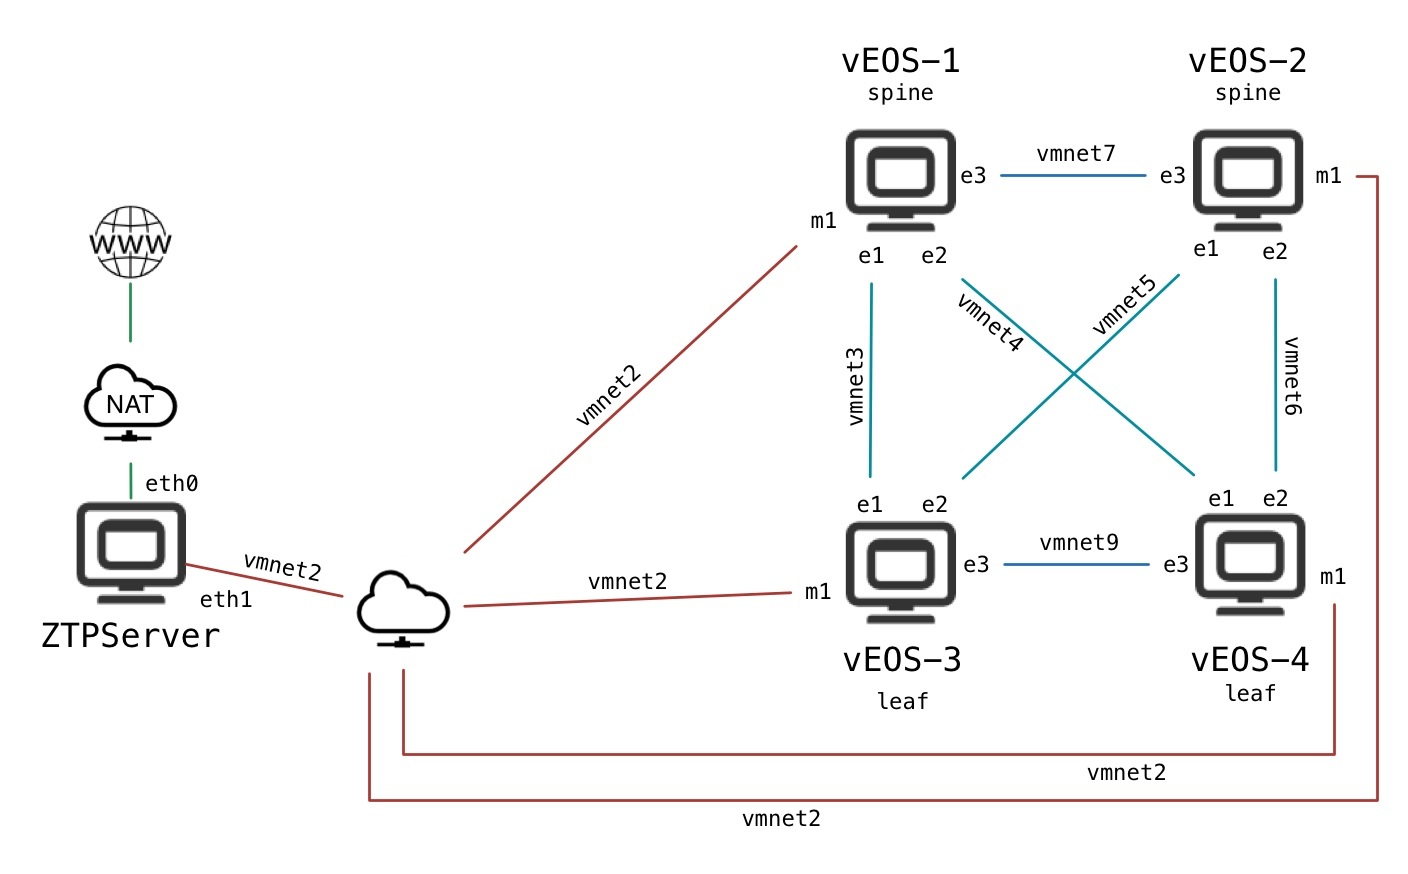 vEOS-1
spine
vEOS-2
spine
vmnet7
e3
e3
m1
m1
e1
e2
e1
e2
WWW
vmnet5
vmnet4
vmnet3
vmnet6
vmnet2
NAT
eth0
e1
e2
e1
e2
vmnet9
e3
e3
m1
m1
vmnet2
vmnet2
eth1
ZTPServer
vEOS-3
leaf
vEOS-4
leaf
vmnet2
vmnet2